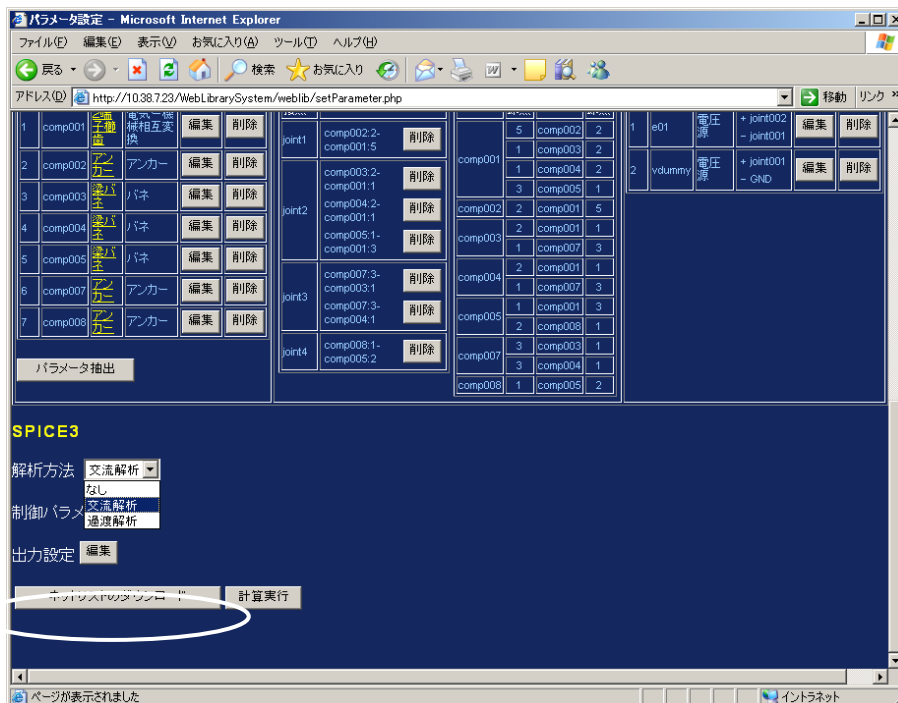 パラメータ設定 - Microsoft Internet Explorer
ファイル(F) 編集(E) 表示(V) お気に入り(A) ツール(T) ヘルプ(H)
戻る 検索 お気に入り
アドレス(D) http://10.38.7.23/WebLibrarySystem/weblib/setParameter.php 移動 リンク »
1 comp001 子櫛歯 電気－機械相互変換 編集 削除
2 comp002 アンカー アンカー 編集 削除
3 comp003 梁バネ バネ 編集 削除
4 comp004 梁バネ バネ 編集 削除
5 comp005 梁バネ バネ 編集 削除
6 comp007 アンカー アンカー 編集 削除
7 comp008 アンカー アンカー 編集 削除
パラメータ抽出
joint1 comp002:2-comp001:5 削除
joint2 comp003:2-comp001:1 削除
comp004:2-comp001:1 削除
comp005:1-comp001:3 削除
joint3 comp007:3-comp003:1 削除
comp007:3-comp004:1 削除
joint4 comp008:1-comp005:2 削除
comp001 5 comp002 2
1 comp003 2
1 comp004 2
3 comp005 1
comp002 2 comp001 5
comp003 2 comp001 1
1 comp007 3
comp004 2 comp001 1
1 comp007 3
comp005 1 comp001 3
2 comp008 1
comp007 3 comp003 1
3 comp004 1
comp008 1 comp005 2
1 e01 電圧源 + joint002 - joint001 編集 削除
2 vdummy 電圧源 + joint001 - GND 編集 削除
SPICE3
解析方法 交流解析
なし
交流解析
過渡解析
制御パラメ
出力設定 編集
ネットリストのダウンロード 計算実行
ページが表示されました イントラネット